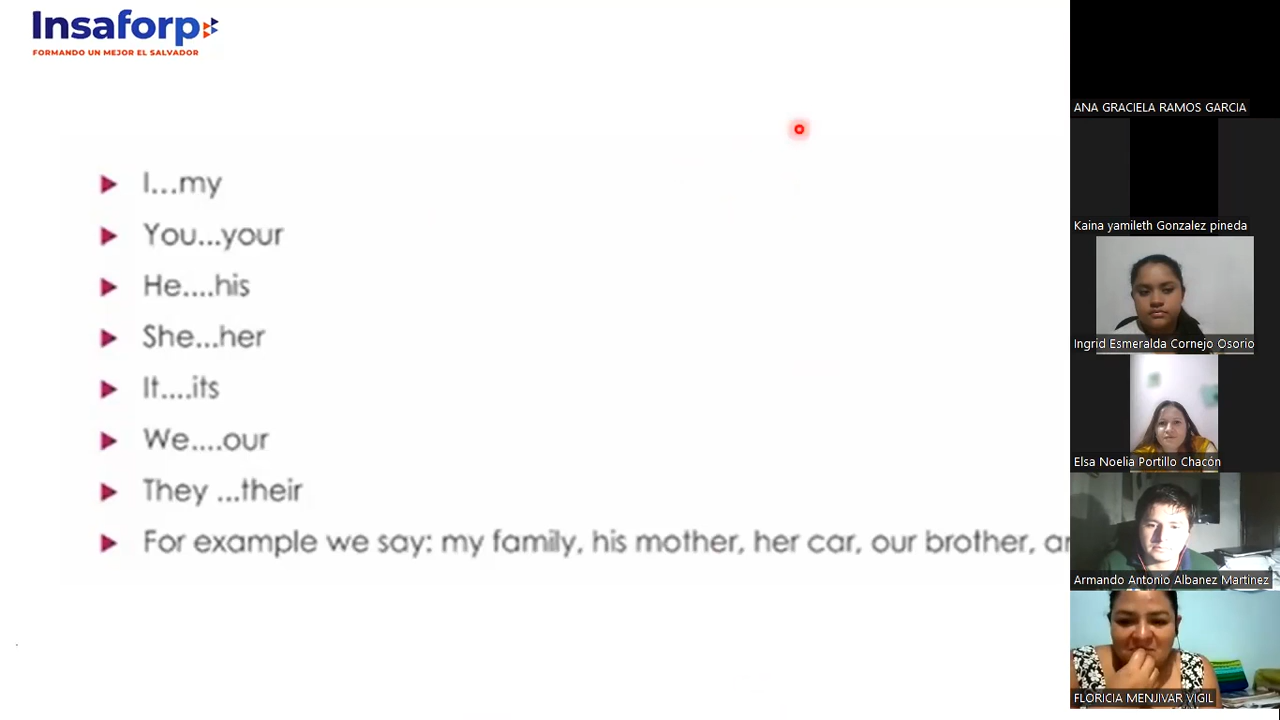 Insaforp
FORMANDO UN MEJOR EL SALVADOR
I...my
You...your
He....his
She...her
It....its
We....our
They ...their
For example we say: my family, his mother, her car, our brother,
ANA GRACIELA RAMOS GARCIA
Kaina yamileth Gonzalez pineda
Ingrid Esmeralda Cornejo Osorio
Elsa Noelia Portillo Chacón
Armando Antonio Albanez Martinez
FLORICIA MENJIVAR VIGIL